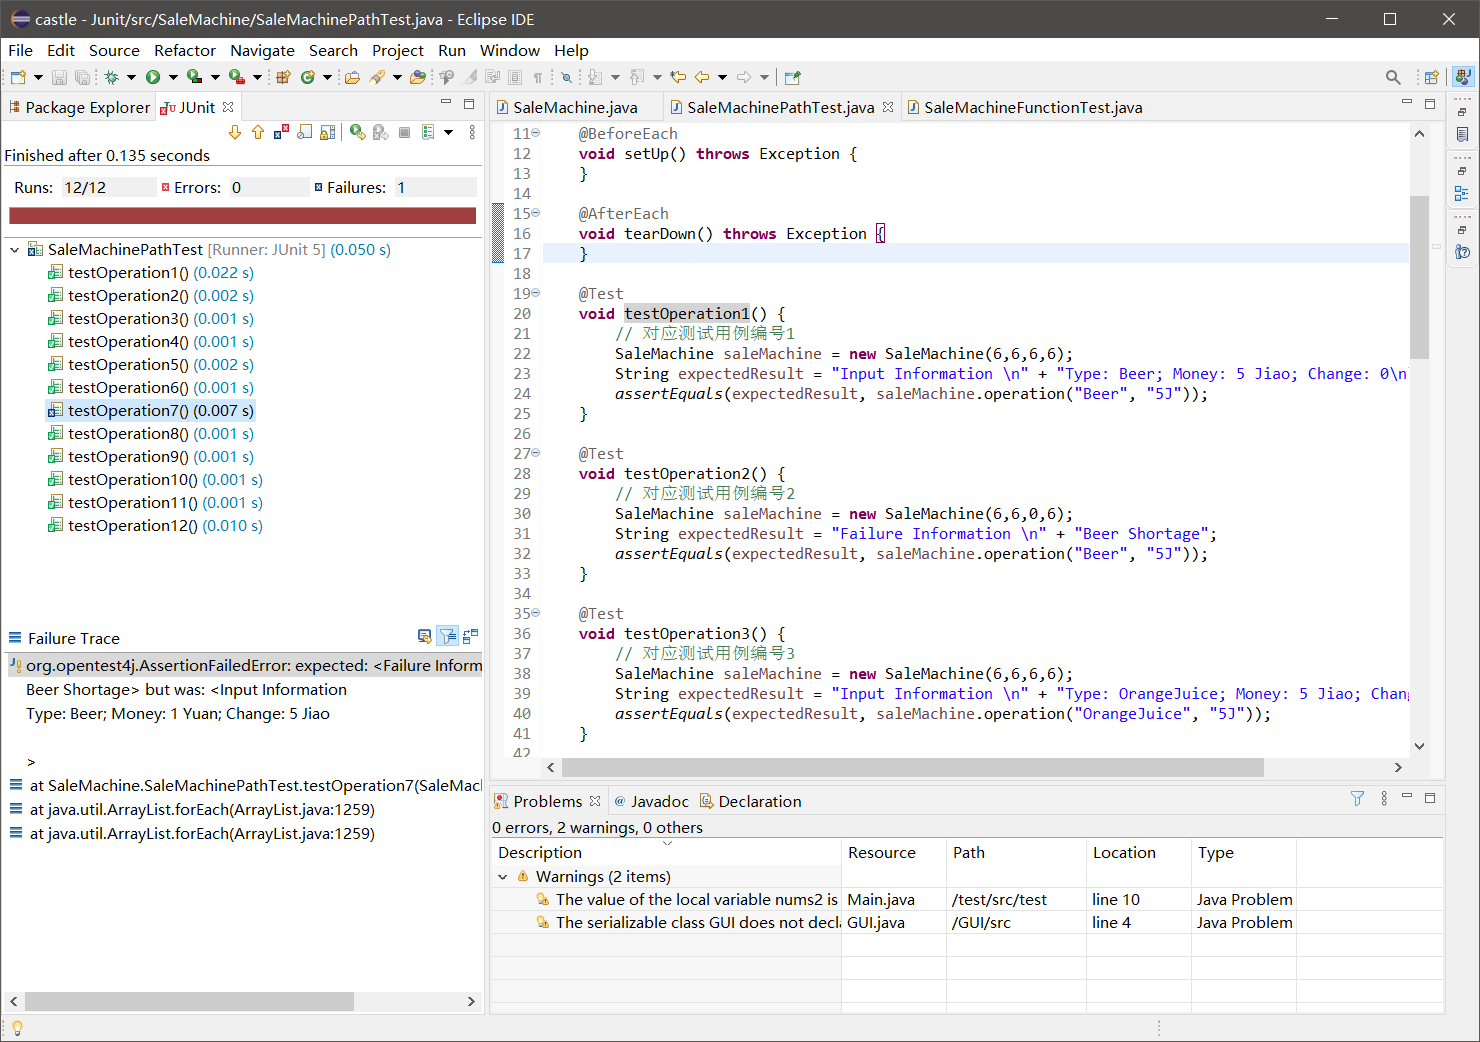 castle - Junit/src/SaleMachine/SaleMachinePathTest.java - Eclipse IDE
File Edit Source Refactor Navigate Search Project Run Window Help
Package Explorer JUnit
Finished after 0.135 seconds
Runs: 12/12 Errors: 0 Failures: 1
SaleMachinePathTest [Runner: JUnit 5] (0.050 s)
testOperation1() (0.022 s)
testOperation2() (0.002 s)
testOperation3() (0.001 s)
testOperation4() (0.001 s)
testOperation5() (0.002 s)
testOperation6() (0.001 s)
testOperation7() (0.007 s)
testOperation8() (0.001 s)
testOperation9() (0.001 s)
testOperation10() (0.001 s)
testOperation11() (0.001 s)
testOperation12() (0.010 s)
Failure Trace
org.opentest4j.AssertionFailedError: expected: <Failure Inform
Beer Shortage> but was: <Input Information
Type: Beer; Money: 1 Yuan; Change: 5 Jiao
>
at SaleMachine.SaleMachinePathTest.testOperation7(SaleMac
at java.util.ArrayList.forEach(ArrayList.java:1259)
at java.util.ArrayList.forEach(ArrayList.java:1259)
SaleMachine.java SaleMachinePathTest.java SaleMachineFunctionTest.java
11 @BeforeEach
12 void setUp() throws Exception {
13 }
14
15 @AfterEach
16 void tearDown() throws Exception {
17 }
18
19 @Test
20 void testOperation1() {
21 // 对应测试用例编号1
22 SaleMachine saleMachine = new SaleMachine(6,6,6,6);
23 String expectedResult = "Input Information \n" + "Type: Beer; Money: 5 Jiao; Change: 0\n
24 assertEquals(expectedResult, saleMachine.operation("Beer", "5J"));
25 }
26
27 @Test
28 void testOperation2() {
29 // 对应测试用例编号2
30 SaleMachine saleMachine = new SaleMachine(6,6,0,6);
31 String expectedResult = "Failure Information \n" + "Beer Shortage";
32 assertEquals(expectedResult, saleMachine.operation("Beer", "5J"));
33 }
34
35 @Test
36 void testOperation3() {
37 // 对应测试用例编号3
38 SaleMachine saleMachine = new SaleMachine(6,6,6,6);
39 String expectedResult = "Input Information \n" + "Type: OrangeJuice; Money: 5 Jiao; Chan
40 assertEquals(expectedResult, saleMachine.operation("OrangeJuice", "5J"));
41 }
42
Problems @ Javadoc Declaration
0 errors, 2 warnings, 0 others
Description Resource Path Location Type
Warnings (2 items)
The value of the local variable nums2 is Main.java /test/src/test line 10 Java Problem
The serializable class GUI does not decla GUI.java /GUI/src line 4 Java Problem